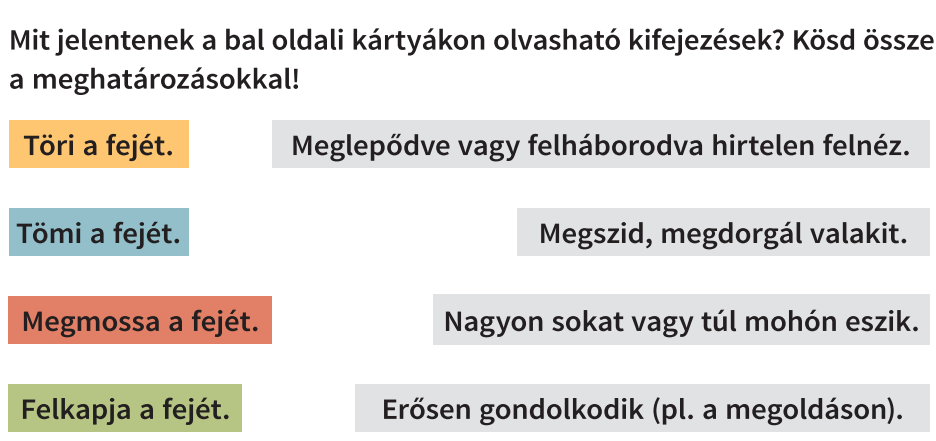 Mit jelentenek a bal oldali kártyákon olvasható kifejezések? Kösd össze
a meghatározásokkal!
Töri a fejét. Meglepődve vagy felháborodva hirtelen felnéz.
Tömi a fejét. Megszid, megdorgál valakit.
Megmossa a fejét. Nagyon sokat vagy túl mohón eszik.
Felkapja a fejét. Erősen gondolkodik (pl. a megoldáson).